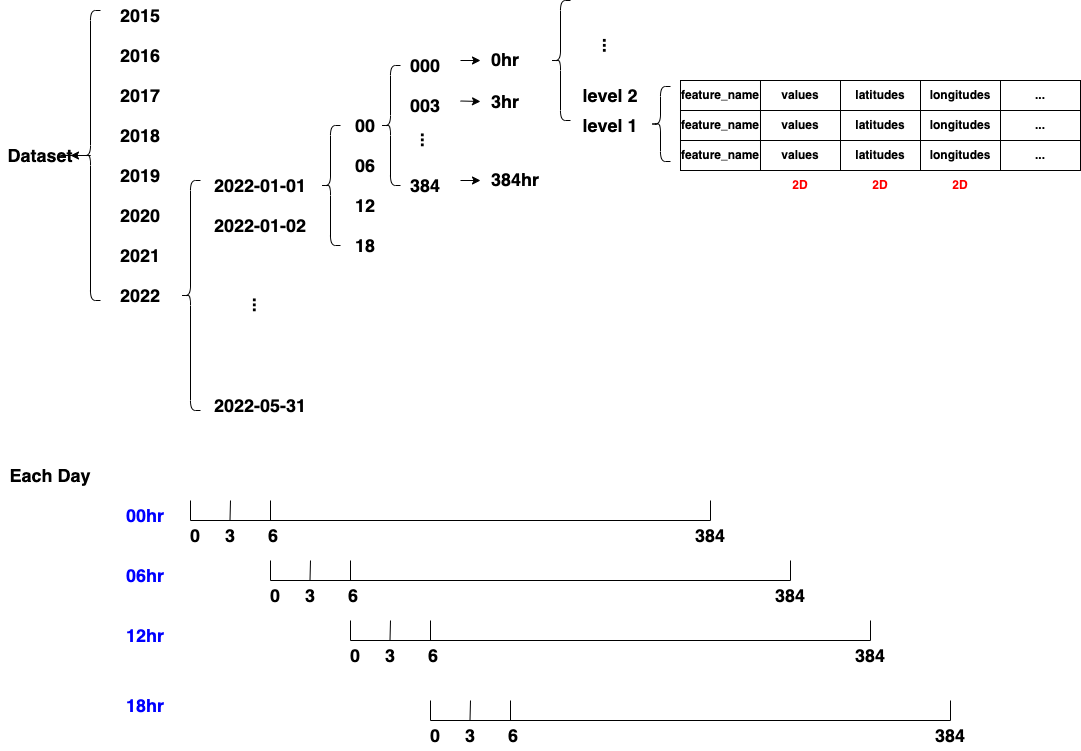 Dataset
2015
2016
2017
2018
2019
2020
2021
2022
2022-01-01
2022-01-02
⋮
2022-05-31
00
06
12
18
000
003
⋮
384
0hr
3hr
384hr
⋮
level 2
level 1
feature_name values latitudes longitudes ...
feature_name values latitudes longitudes ...
feature_name values latitudes longitudes ...
2D 2D 2D
Each Day
00hr
0 3 6 384
06hr
0 3 6 384
12hr
0 3 6 384
18hr
0 3 6 384